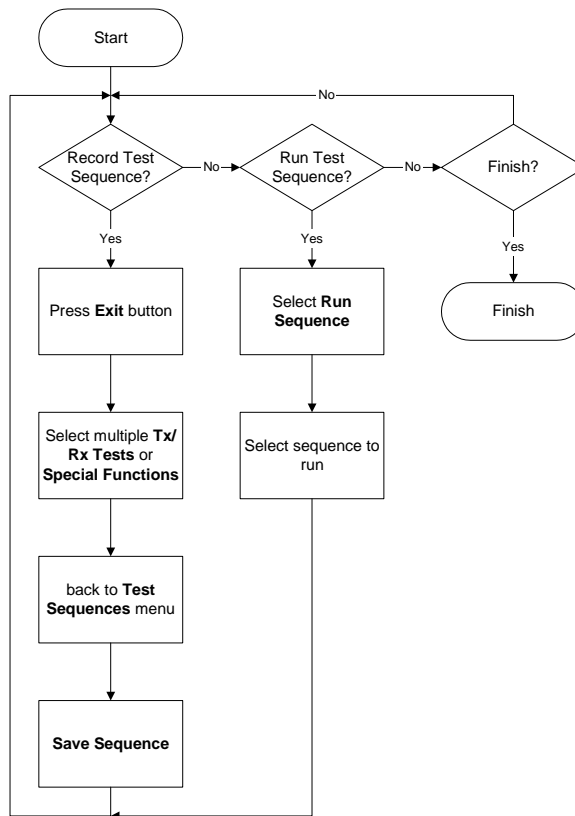 Start
No
Record Test
Sequence?
No
Run Test
Sequence?
No
Finish?
Yes
Yes
Yes
Press Exit button
Select Run
Sequence
Finish
Select multiple Tx/
Rx Tests or
Special Functions
Select sequence to
run
back to Test
Sequences menu
Save Sequence